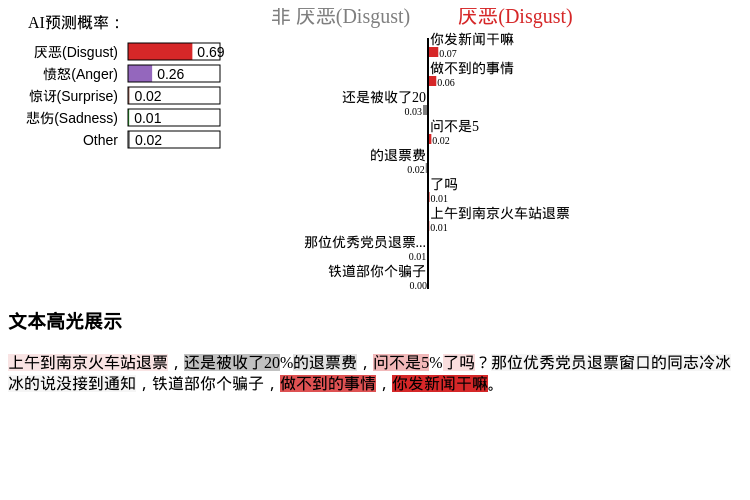 AI预测概率：
厌恶(Disgust) 0.69
愤怒(Anger) 0.26
惊讶(Surprise) 0.02
悲伤(Sadness) 0.01
Other 0.02
非 厌恶(Disgust) 厌恶(Disgust)
你发新闻干嘛
0.07
做不到的事情
0.06
还是被收了20
0.03
问不是5
0.02
的退票费
0.02
了吗
0.01
上午到南京火车站退票
0.01
那位优秀党员退票...
0.01
铁道部你个骗子
0.00
文本高光展示
上午到南京火车站退票，还是被收了20%的退票费，问不是5%了吗？那位优秀党员退票窗口的同志冷冰
冰的说没接到通知，铁道部你个骗子，做不到的事情，你发新闻干嘛。